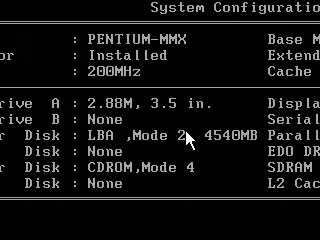 System Configuratio
: PENTIUM-MMX Base M
or : Installed Extend
: 200MHz Cache
rive A : 2.88M, 3.5 in. Displa
rive B : None Serial
r Disk : LBA ,Mode 2, 4540MB Parall
Disk : None EDO DR
r Disk : CDROM,Mode 4 SDRAM
Disk : None L2 Cac